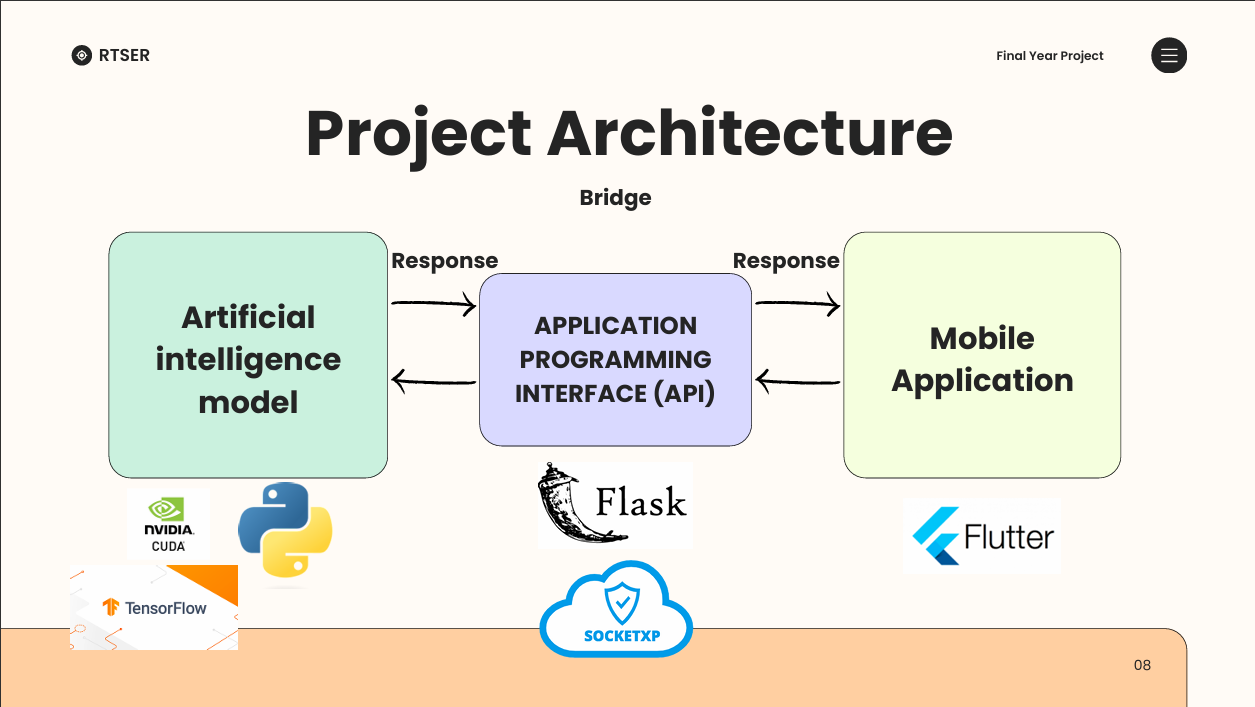 RTSER
Final Year Project
Project Architecture
Bridge
Response
Response
Artificial
intelligence
model
APPLICATION
PROGRAMMING
INTERFACE (API)
Mobile
Application
NVIDIA.
CUDA
TensorFlow
Flask
SOCKETXP
Flutter
08